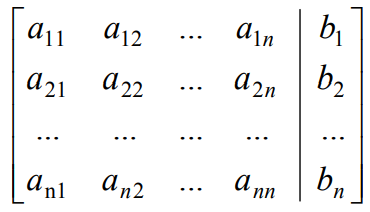 a₁₁ a₁₂ ... a₁ₙ | b₁
a₂₁ a₂₂ ... a₂ₙ | b₂
... ... ... ... | ...
aₙ₁ aₙ₂ ... aₙₙ | bₙ